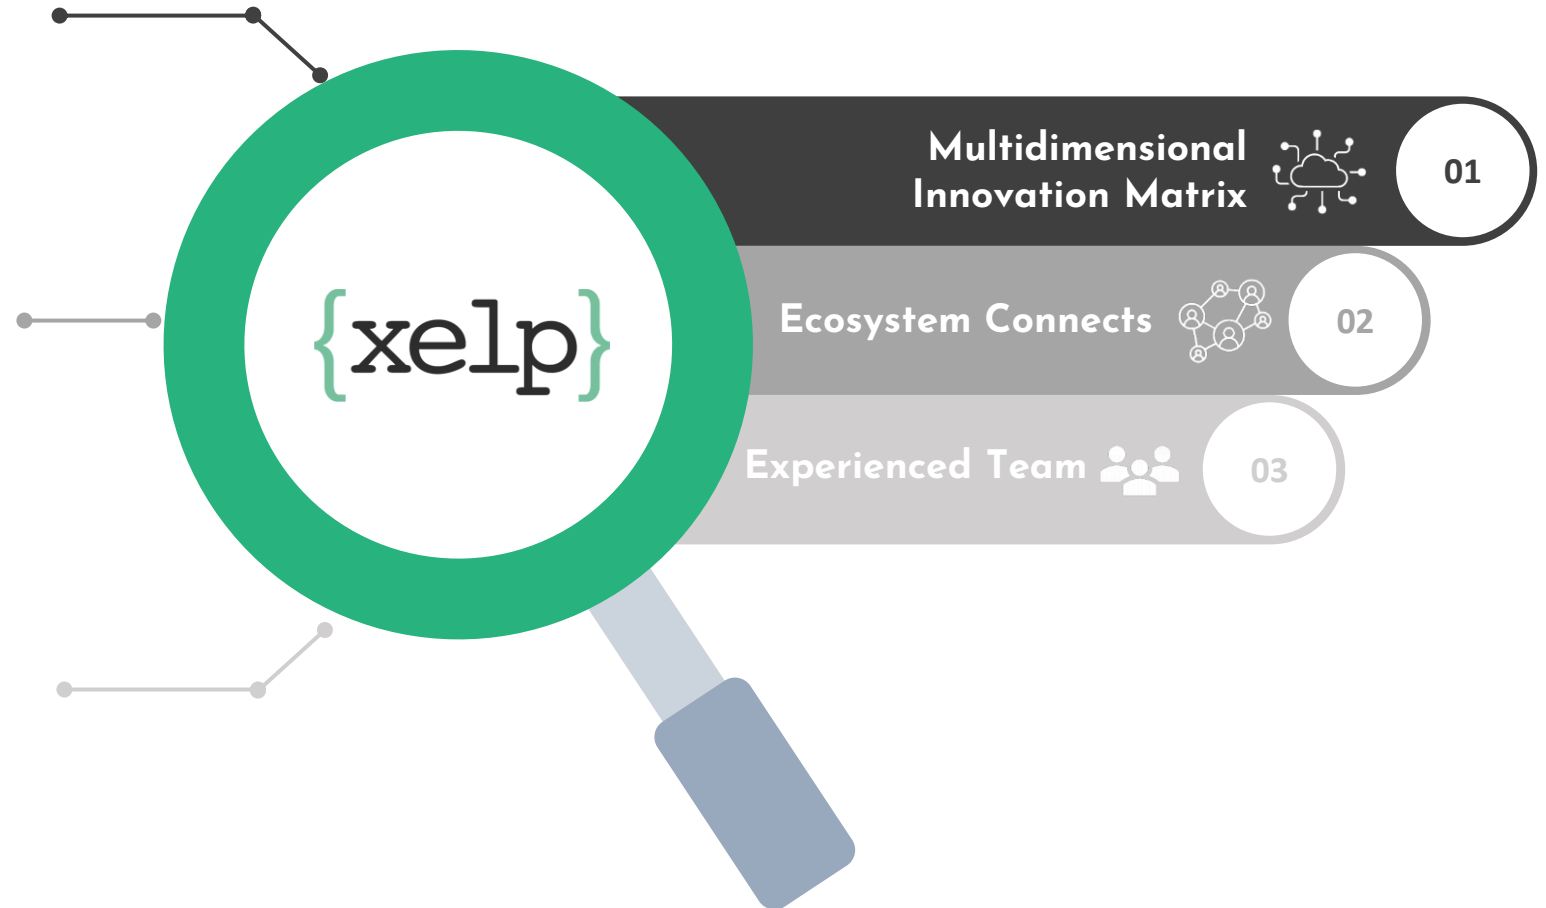 {xelp}
Multidimensional
Innovation Matrix
01
Ecosystem Connects
02
Experienced Team
03